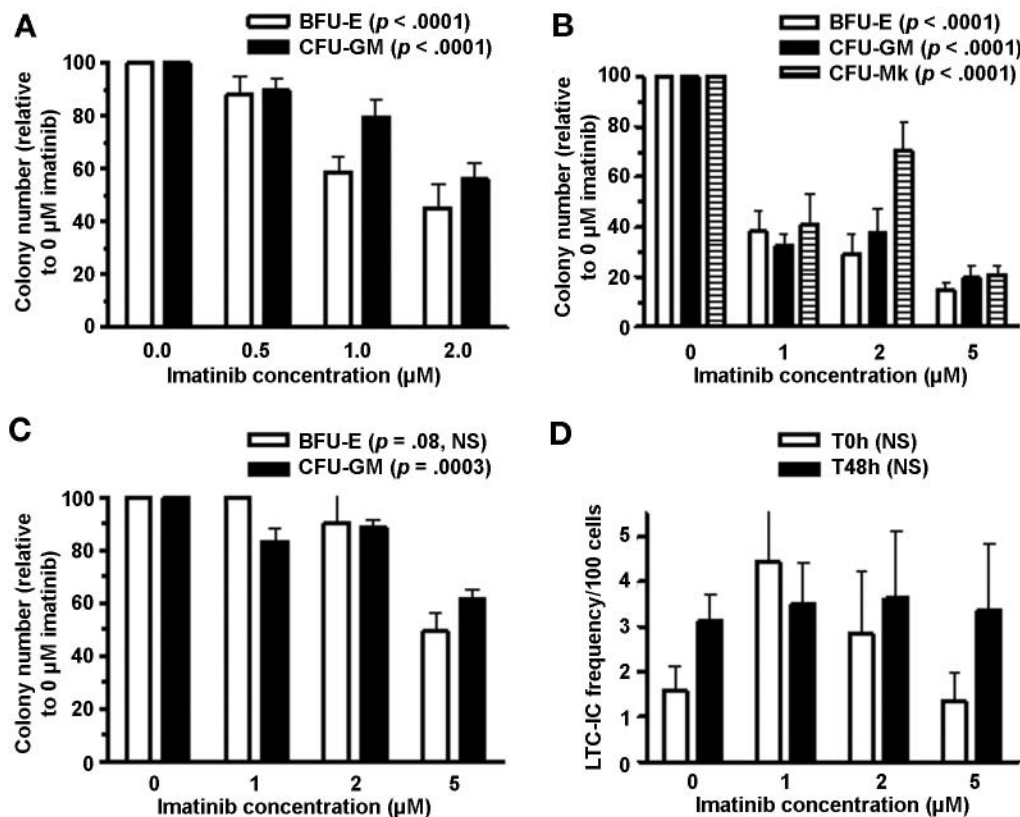 A
BFU-E (p < .0001)
CFU-GM (p < .0001)
Colony number (relative
to 0 µM imatinib)
100
80
60
40
20
0
0.0 0.5 1.0 2.0
Imatinib concentration (µM)
B
BFU-E (p < .0001)
CFU-GM (p < .0001)
CFU-Mk (p < .0001)
Colony number (relative
to 0 µM imatinib)
100
80
60
40
20
0
0 1 2 5
Imatinib concentration (µM)
C
BFU-E (p = .08, NS)
CFU-GM (p = .0003)
Colony number (relative
to 0 µM imatinib)
100
80
60
40
20
0
0 1 2 5
Imatinib concentration (µM)
D
T0h (NS)
T48h (NS)
LTC-IC frequency/100 cells
5
4
3
2
1
0
0 1 2 5
Imatinib concentration (µM)